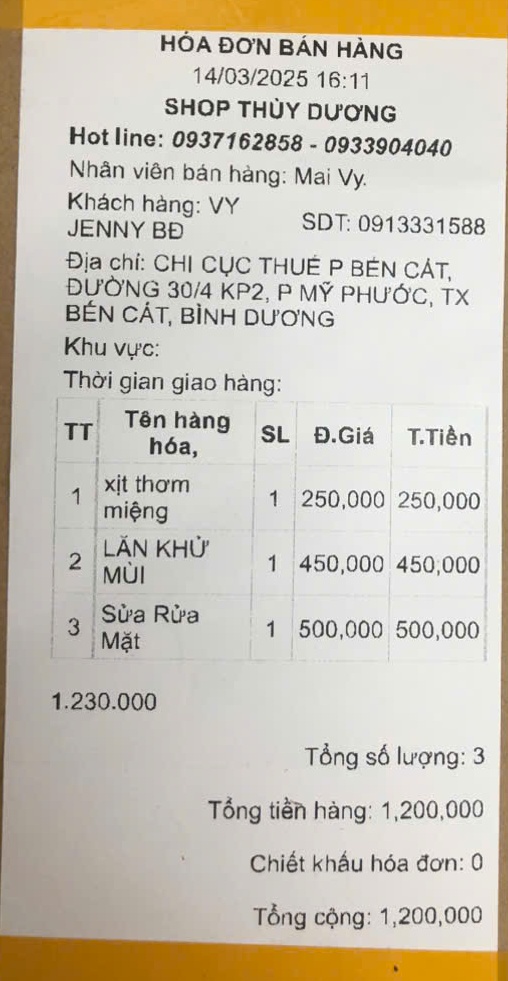 HÓA ĐƠN BÁN HÀNG
14/03/2025 16:11
SHOP THÙY DƯƠNG
Hot line: 0937162858 - 0933904040
Nhân viên bán hàng: Mai Vy.
Khách hàng: VY JENNY BĐ
SDT: 0913331588
Địa chỉ: CHI CỤC THUẾ P BẾN CÁT,
ĐƯỜNG 30/4 KP2, P MỸ PHƯỚC, TX
BẾN CÁT, BÌNH DƯƠNG
Khu vực:
Thời gian giao hàng:
TT Tên hàng hóa, SL Đ.Giá T.Tiền
1 xịt thơm miệng 1 250,000 250,000
2 LĂN KHỬ MÙI 1 450,000 450,000
3 Sửa Rửa Mặt 1 500,000 500,000
1.230.000
Tổng số lượng: 3
Tổng tiền hàng: 1,200,000
Chiết khấu hóa đơn: 0
Tổng cộng: 1,200,000